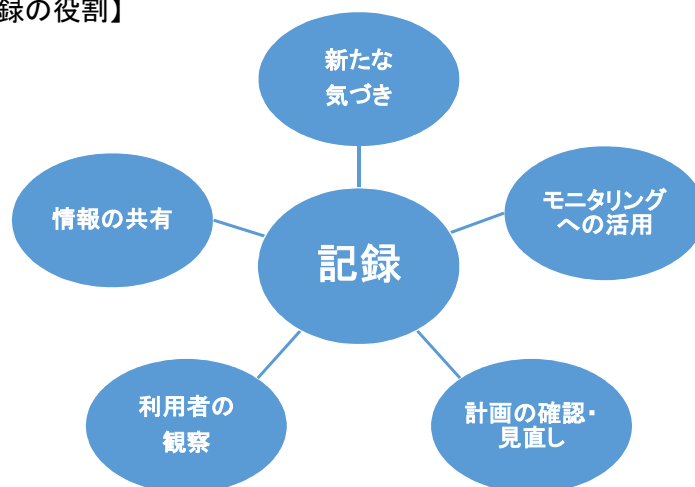 録の役割】
新たな
気づき
情報の共有
モニタリング
への活用
記録
利用者の
観察
計画の確認・
見直し